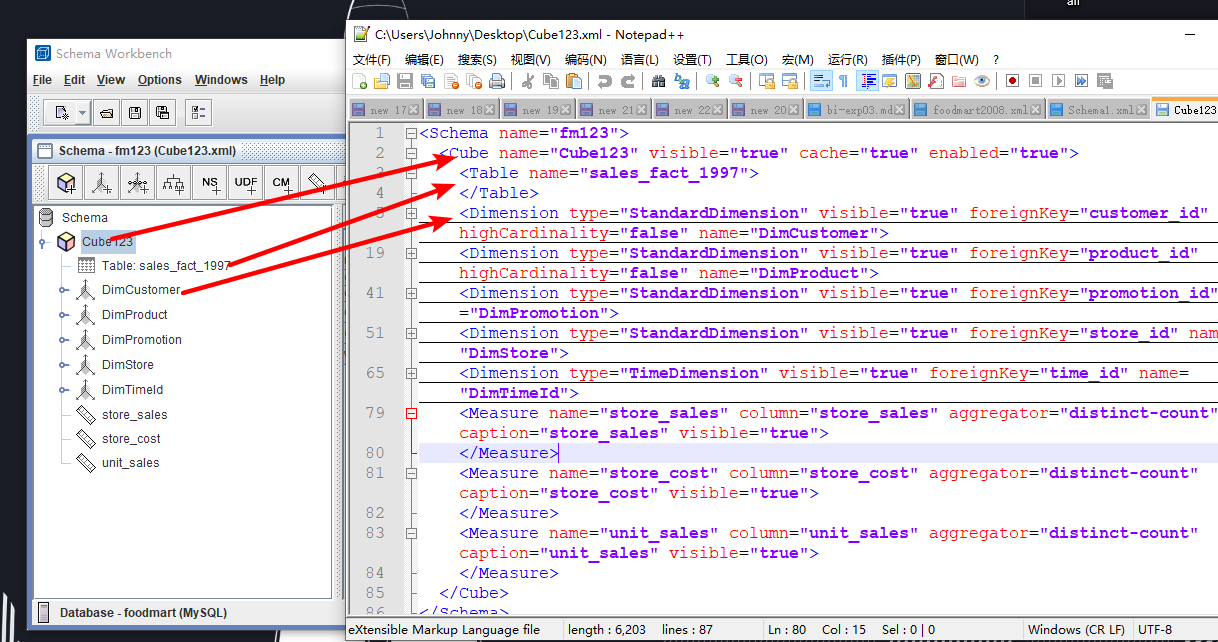 all
Schema Workbench
File Edit View Options Windows Help
Schema - fm123 (Cube123.xml)
NS UDF CM
Schema
Cube123
Table: sales_fact_1997
DimCustomer
DimProduct
DimPromotion
DimStore
DimTimeId
store_sales
store_cost
unit_sales
Database - foodmart (MySQL)
C:\Users\Johnny\Desktop\Cube123.xml - Notepad++
文件(F) 编辑(E) 搜索(S) 视图(V) 编码(N) 语言(L) 设置(T) 工具(O) 宏(M) 运行(R) 插件(P) 窗口(W) ?
new 17 new 18 new 19 new 21 new 22 new 20 bi-exp03.md foodmart2008.xml Schema1.xml Cube123
1 <Schema name="fm123">
2 <Cube name="Cube123" visible="true" cache="true" enabled="true">
3 <Table name="sales_fact_1997">
4 </Table>
5 <Dimension type="StandardDimension" visible="true" foreignKey="customer_id"
highCardinality="false" name="DimCustomer">
19 <Dimension type="StandardDimension" visible="true" foreignKey="product_id"
highCardinality="false" name="DimProduct">
41 <Dimension type="StandardDimension" visible="true" foreignKey="promotion_id"
="DimPromotion">
51 <Dimension type="StandardDimension" visible="true" foreignKey="store_id" nam
"DimStore">
65 <Dimension type="TimeDimension" visible="true" foreignKey="time_id" name=
"DimTimeId">
79 <Measure name="store_sales" column="store_sales" aggregator="distinct-count"
caption="store_sales" visible="true">
80 </Measure>
81 <Measure name="store_cost" column="store_cost" aggregator="distinct-count"
caption="store_cost" visible="true">
82 </Measure>
83 <Measure name="unit_sales" column="unit_sales" aggregator="distinct-count"
caption="unit_sales" visible="true">
84 </Measure>
85 </Cube>
86 </Schema>
eXtensible Markup Language file length : 6,203 lines : 87 Ln : 80 Col : 15 Sel : 0 | 0 Windows (CR LF) UTF-8